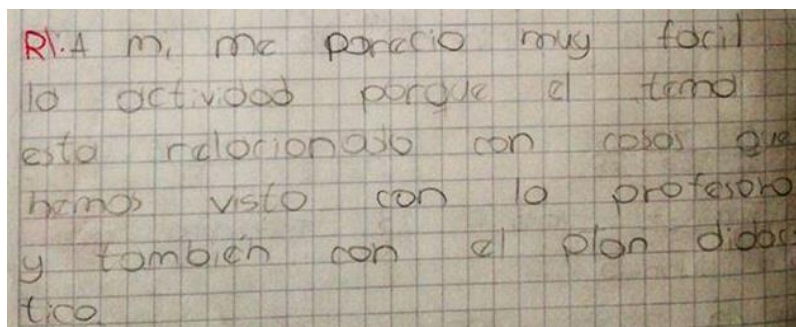 R\.A mi me parecio muy facil
la actividad porque el tema
esta relacionado con cosas que
hemos visto con la profesora
y tambien con el plan didac
tico